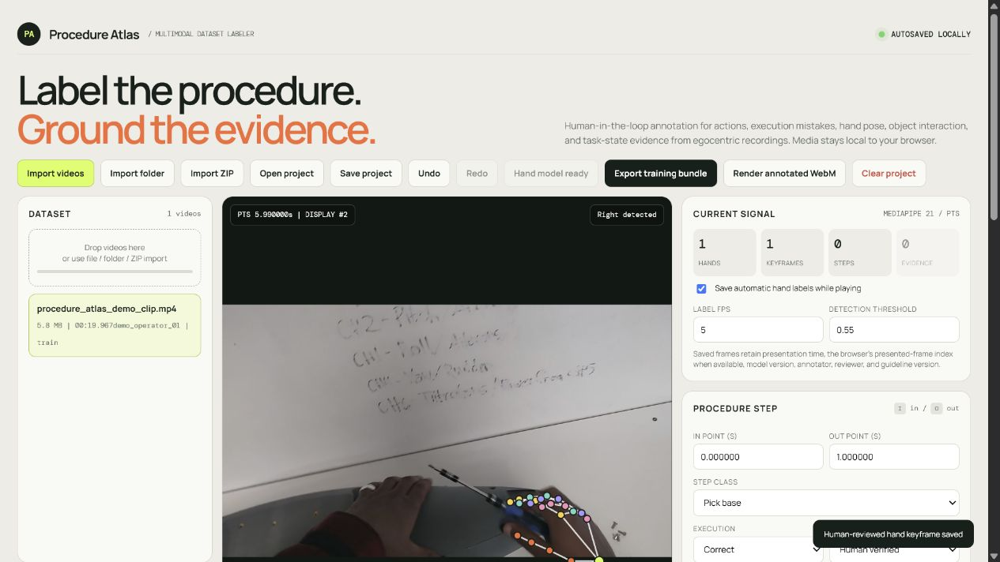 PA Procedure Atlas / MULTIMODAL DATASET LABELER
AUTOSAVED LOCALLY
Label the procedure.
Ground the evidence.
Human-in-the-loop annotation for actions, execution mistakes, hand pose, object interaction,
and task-state evidence from egocentric recordings. Media stays local to your browser.
Import videos Import folder Import ZIP Open project Save project Undo Redo Hand model ready Export training bundle Render annotated WebM Clear project
DATASET 1 videos
Drop videos here
or use file / folder / ZIP import
procedure_atlas_demo_clip.mp4
5.8 MB | 00:19.967demo_operator_01 |
train
PTS 5.990000s | DISPLAY #2
Right detected
CH2 - Pitch /
CH1 - Roll /
CH4 - Yaw/Rudder
CH5
CURRENT SIGNAL MEDIAPIPE 21 / PTS
1 1 0 0
HANDS KEYFRAMES STEPS EVIDENCE
Save automatic hand labels while playing
LABEL FPS DETECTION THRESHOLD
5 0.55
Saved frames retain presentation time, the browser's presented-frame index
when available, model version, annotator, reviewer, and guideline version.
PROCEDURE STEP I in / O out
IN POINT (S) OUT POINT (S)
0.000000 1.000000
STEP CLASS
Pick base
EXECUTION
Correct Human verified
Human-reviewed hand keyframe saved